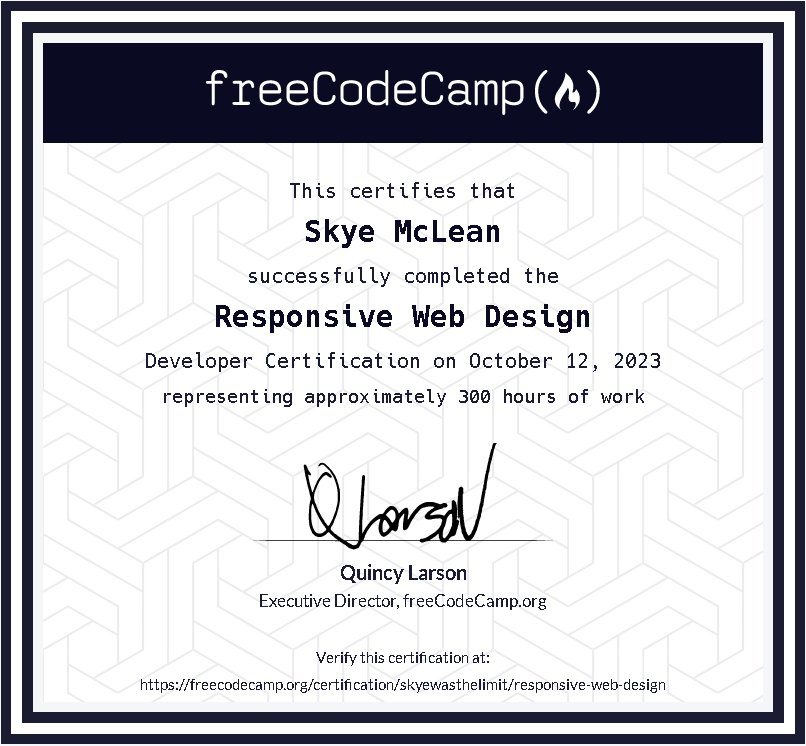 freeCodeCamp
This certifies that
Skye McLean
successfully completed the
Responsive Web Design
Developer Certification on October 12, 2023
representing approximately 300 hours of work
Q Larson
Quincy Larson
Executive Director, freeCodeCamp.org
Verify this certification at:
https://freecodecamp.org/certification/skyewasthelimit/responsive-web-design